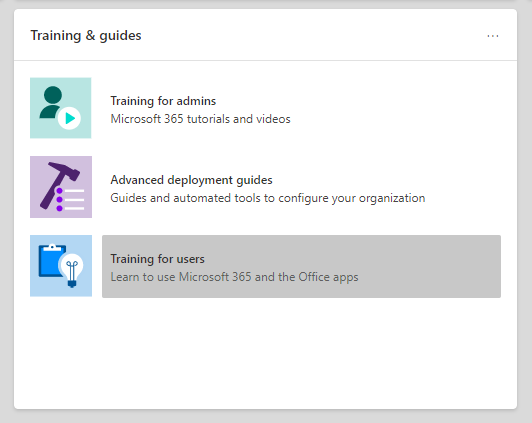 Training & guides
Training for admins
Microsoft 365 tutorials and videos
Advanced deployment guides
Guides and automated tools to configure your organization
Training for users
Learn to use Microsoft 365 and the Office apps